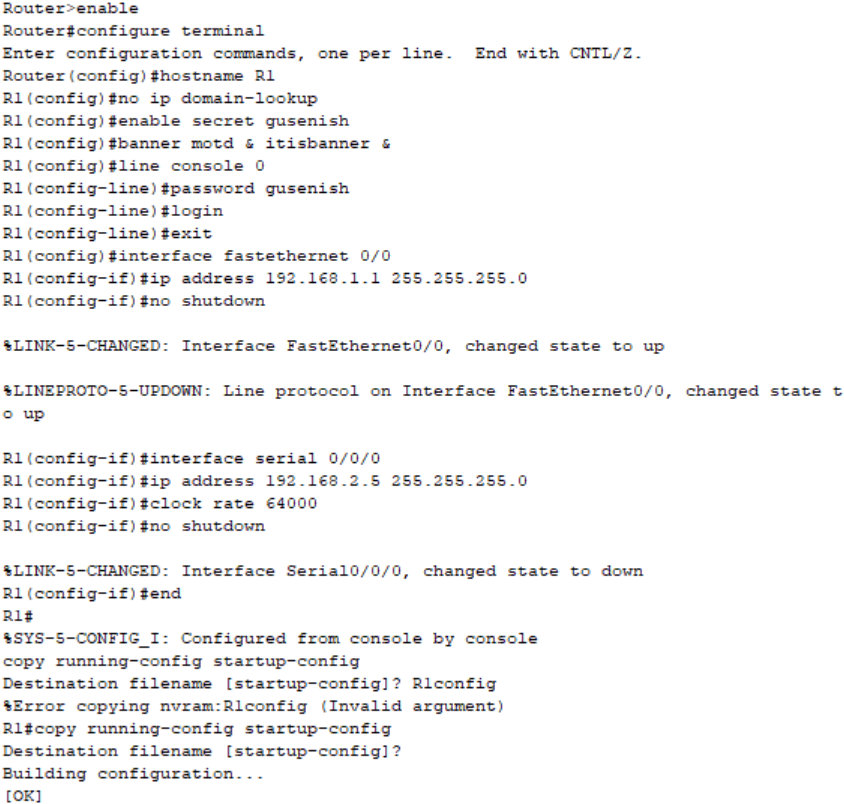 Router>enable
Router#configure terminal
Enter configuration commands, one per line.  End with CNTL/Z.
Router(config)#hostname R1
R1(config)#no ip domain-lookup
R1(config)#enable secret gusenish
R1(config)#banner motd & itisbanner &
R1(config)#line console 0
R1(config-line)#password gusenish
R1(config-line)#login
R1(config-line)#exit
R1(config)#interface fastethernet 0/0
R1(config-if)#ip address 192.168.1.1 255.255.255.0
R1(config-if)#no shutdown
%LINK-5-CHANGED: Interface FastEthernet0/0, changed state to up
%LINEPROTO-5-UPDOWN: Line protocol on Interface FastEthernet0/0, changed state t
o up
R1(config-if)#interface serial 0/0/0
R1(config-if)#ip address 192.168.2.5 255.255.255.0
R1(config-if)#clock rate 64000
R1(config-if)#no shutdown
%LINK-5-CHANGED: Interface Serial0/0/0, changed state to down
R1(config-if)#end
R1#
%SYS-5-CONFIG_I: Configured from console by console
copy running-config startup-config
Destination filename [startup-config]? R1config
%Error copying nvram:R1config (Invalid argument)
R1#copy running-config startup-config
Destination filename [startup-config]?
Building configuration...
[OK]